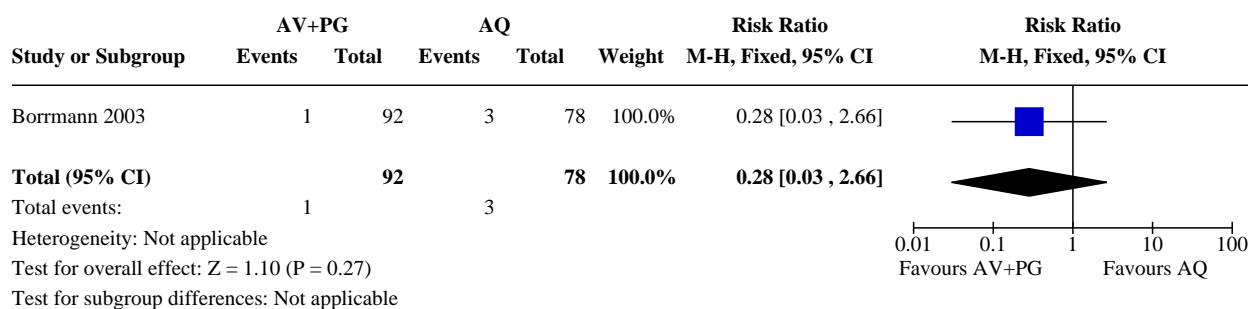 AV+PG AQ Risk Ratio Risk Ratio
Study or Subgroup Events Total Events Total Weight M-H, Fixed, 95% CI M-H, Fixed, 95% CI
Borrmann 2003 1 92 3 78 100.0% 0.28 [0.03 , 2.66]
Total (95% CI) 92 78 100.0% 0.28 [0.03 , 2.66]
Total events: 1 3
Heterogeneity: Not applicable
0.01 0.1 1 10 100
Test for overall effect: Z = 1.10 (P = 0.27)
Favours AV+PG Favours AQ
Test for subgroup differences: Not applicable